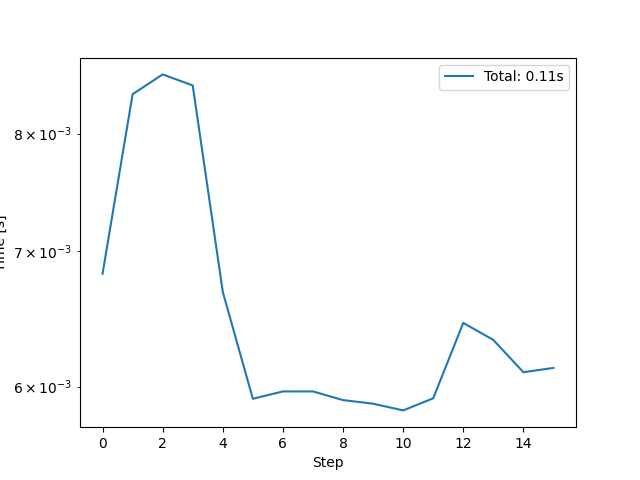 Total: 0.11s
8 × 10⁻³
7 × 10⁻³
6 × 10⁻³
[s]
0 2 4 6 8 10 12 14
Step